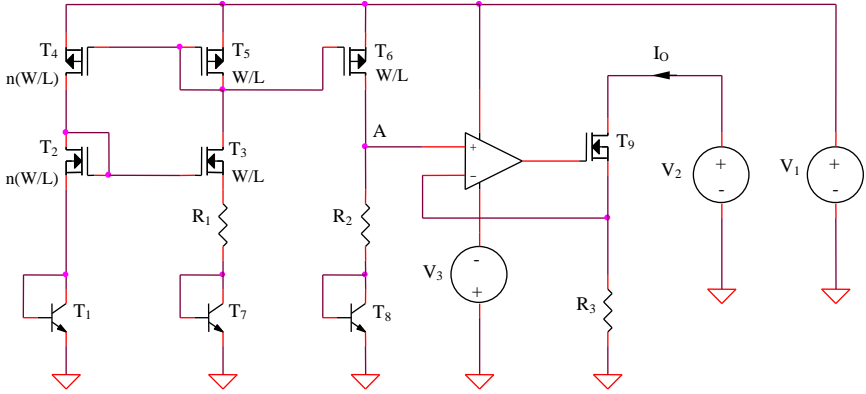 T4 T5 T6 IO
n(W/L) W/L W/L
A
T2 T3 + T9
n(W/L) W/L − V2 + - V1 + -
R1 R2
V3 - +
R3
T1 T7 T8